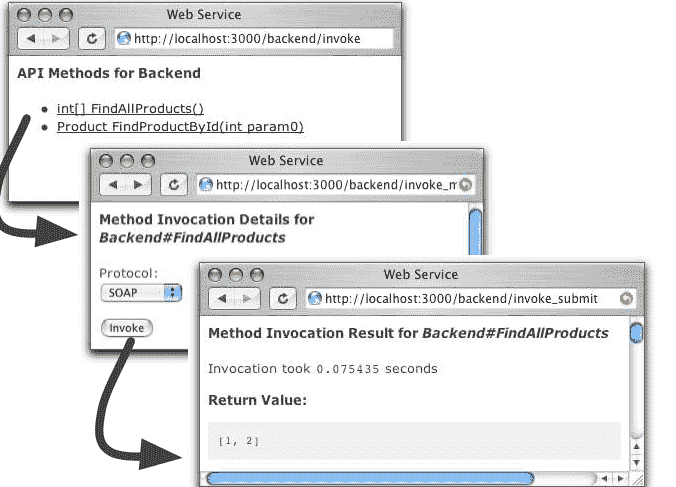 Web Service
http://localhost:3000/backend/invoke
API Methods for Backend
• int[] FindAllProducts()
• Product FindProductById(int param0)
Web Service
http://localhost:3000/backend/invoke_m
Method Invocation Details for
Backend#FindAllProducts
Protocol:
SOAP
Invoke
Web Service
http://localhost:3000/backend/invoke_submit
Method Invocation Result for Backend#FindAllProducts
Invocation took 0.075435 seconds
Return Value:
[1, 2]